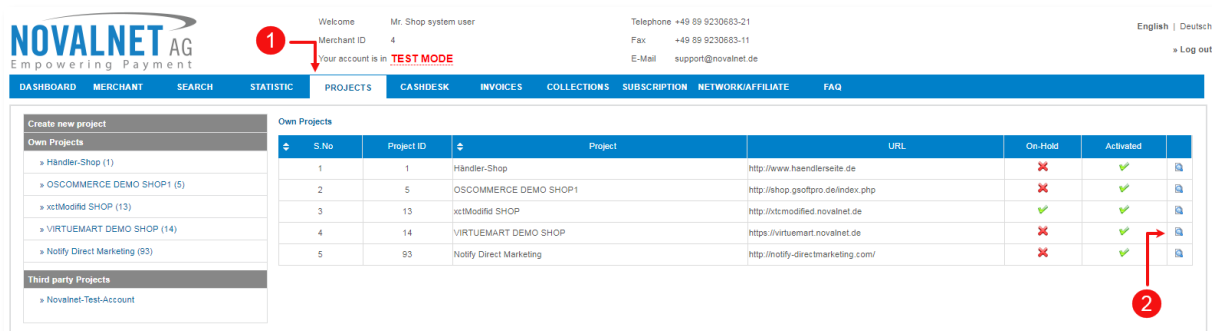 NOVALNET AG
Empowering Payment
1
Welcome Mr. Shop system user
Merchant ID 4
Your account is in TEST MODE
Telephone +49 89 9230683-21
Fax +49 89 9230683-11
E-Mail support@novalnet.de
English | Deutsch
» Log out
DASHBOARD MERCHANT SEARCH STATISTIC PROJECTS CASHDESK INVOICES COLLECTIONS SUBSCRIPTION NETWORK/AFFILIATE FAQ
Create new project
Own Projects
» Händler-Shop (1)
» OSCOMMERCE DEMO SHOP1 (5)
» xctModifid SHOP (13)
» VIRTUEMART DEMO SHOP (14)
» Notify Direct Marketing (93)
Third party Projects
» Novalnet-Test-Account
Own Projects
S.No Project ID Project URL On-Hold Activated
1 1 Händler-Shop http://www.haendlerseite.de
2 5 OSCOMMERCE DEMO SHOP1 http://shop.gsoftpro.de/index.php
3 13 xctModifid SHOP http://xtcmodified.novalnet.de
4 14 VIRTUEMART DEMO SHOP https://virtuemart.novalnet.de
5 93 Notify Direct Marketing http://notify-directmarketing.com/
2